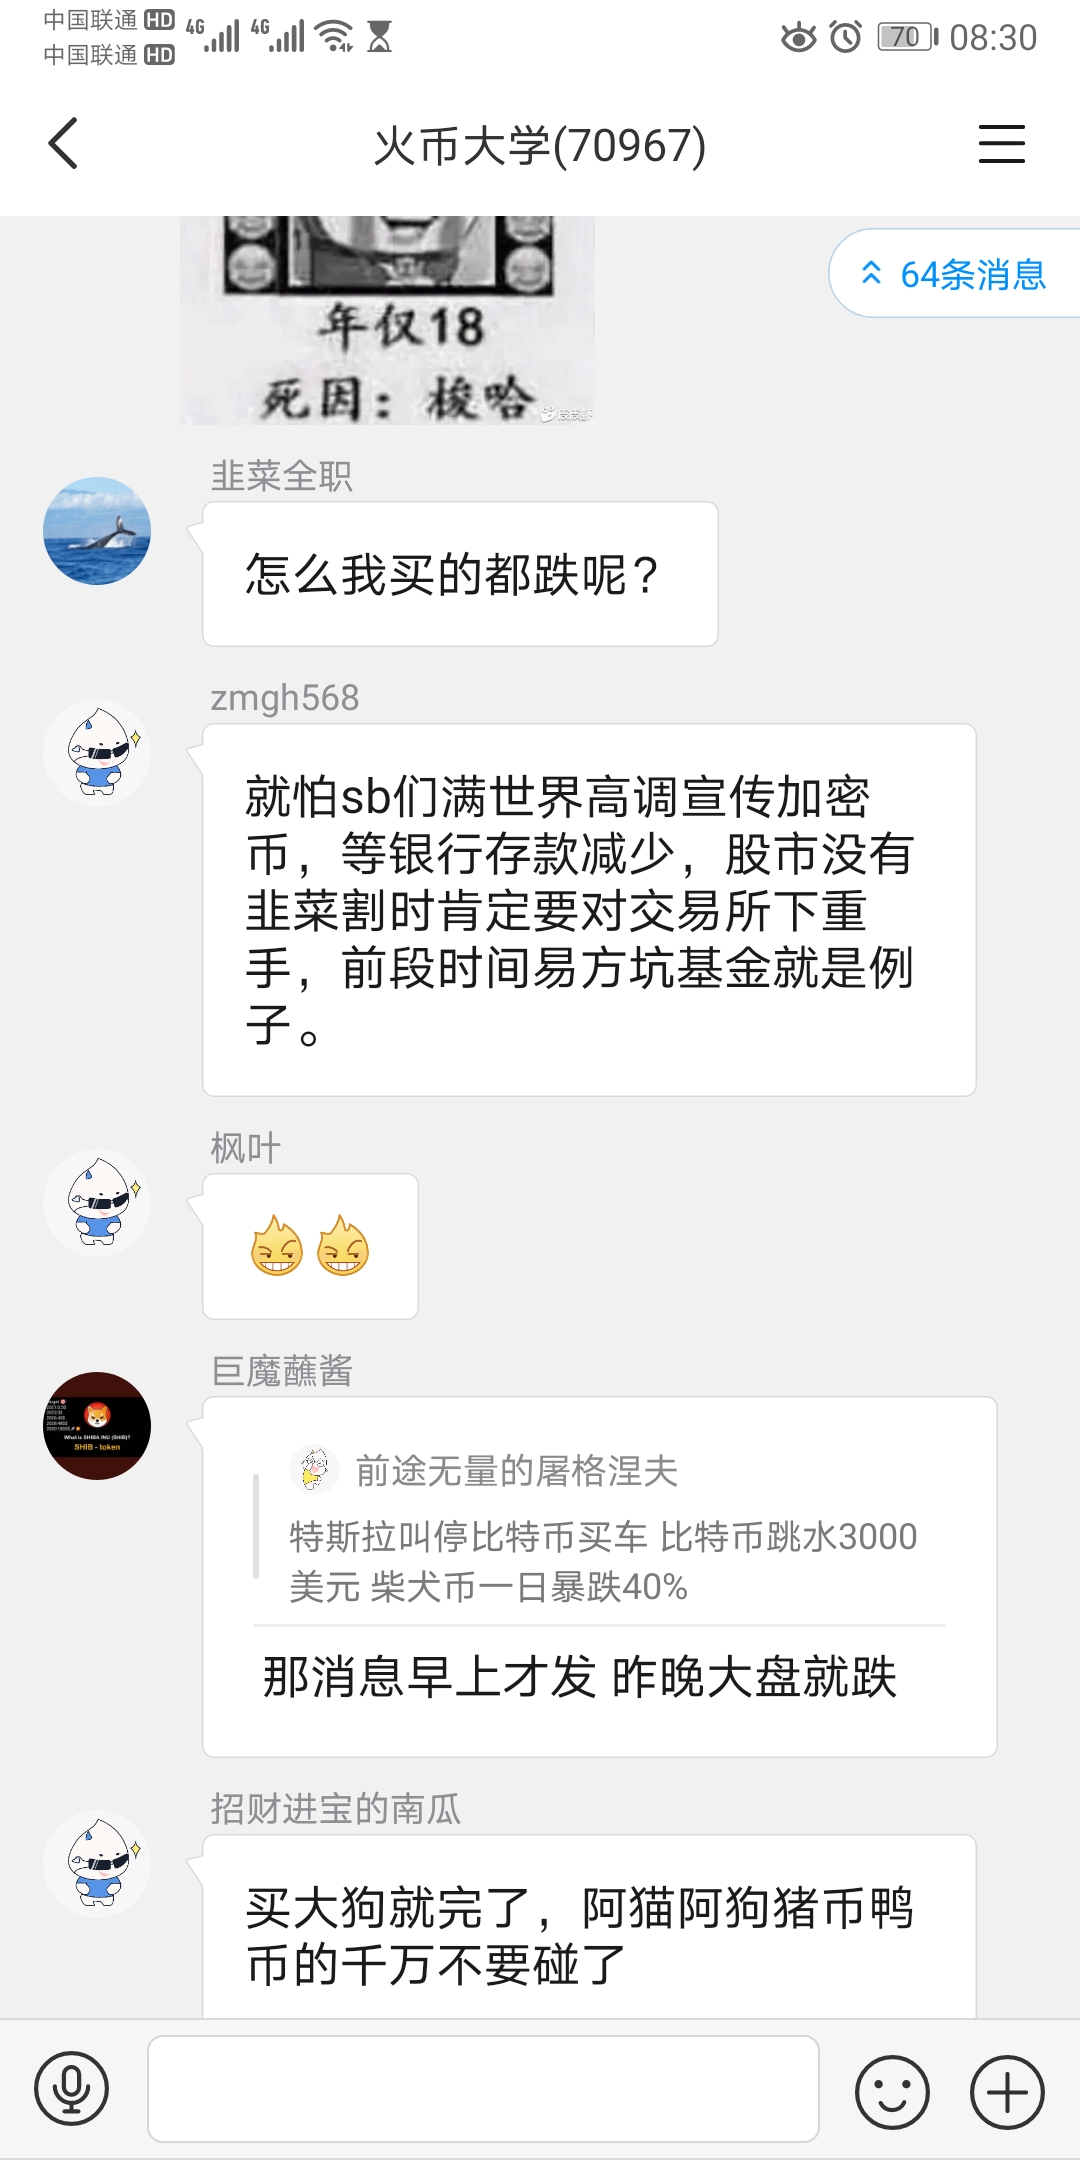 中国联通 HD 4G 4G 70 08:30
中国联通 HD
火币大学(70967)
64条消息
年仅18
死因：梭哈
皮皮虾
韭菜全职
怎么我买的都跌呢？
zmgh568
就怕sb们满世界高调宣传加密
币，等银行存款减少，股市没有
韭菜割时肯定要对交易所下重
手，前段时间易方坑基金就是例
子。
枫叶
巨魔蘸酱
What is SHIBA INU (SHIB)?
SHIB - token
前途无量的屠格涅夫
特斯拉叫停比特币买车 比特币跳水3000
美元 柴犬币一日暴跌40%
那消息早上才发 昨晚大盘就跌
招财进宝的南瓜
买大狗就完了，阿猫阿狗猪币鸭
币的千万不要碰了